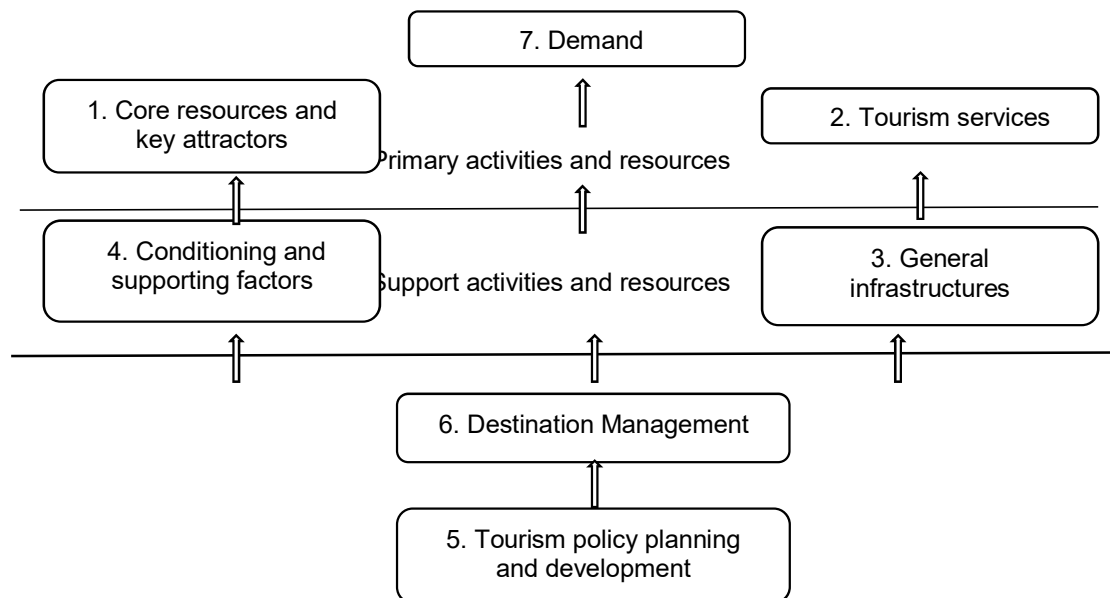 7. Demand
1. Core resources and
key attractors
2. Tourism services
Primary activities and resources
4. Conditioning and
supporting factors
3. General
infrastructures
Support activities and resources
6. Destination Management
5. Tourism policy planning
and development